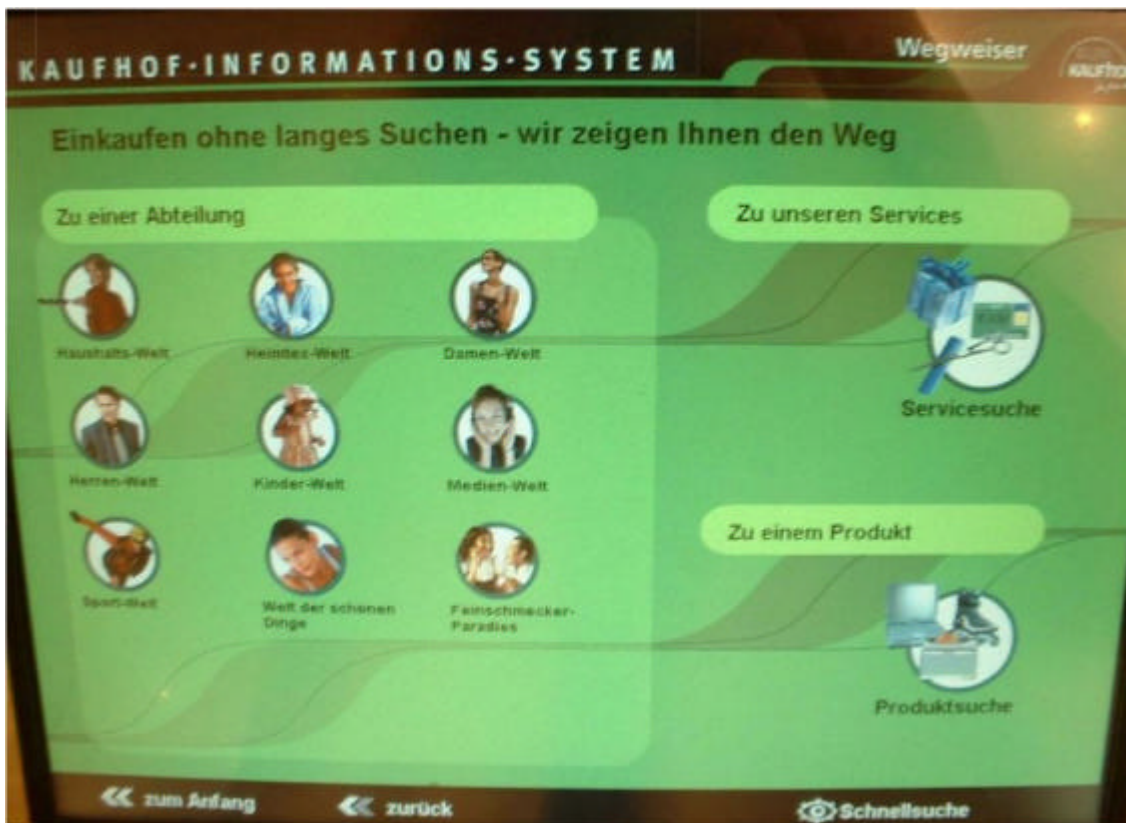 KAUFHOF·INFORMATIONS·SYSTEM
Wegweiser
KAUFHOF
Einkaufen ohne langes Suchen - wir zeigen Ihnen den Weg
Zu einer Abteilung
Zu unseren Services
Haushalts-Welt
Heimtex-Welt
Damen-Welt
Servicesuche
Herren-Welt
Kinder-Welt
Medien-Welt
Zu einem Produkt
Sport-Welt
Welt der schönen
Dinge
Feinschmecker-
Paradies
Produktsuche
zum Anfang
zurück
Schnellsuche